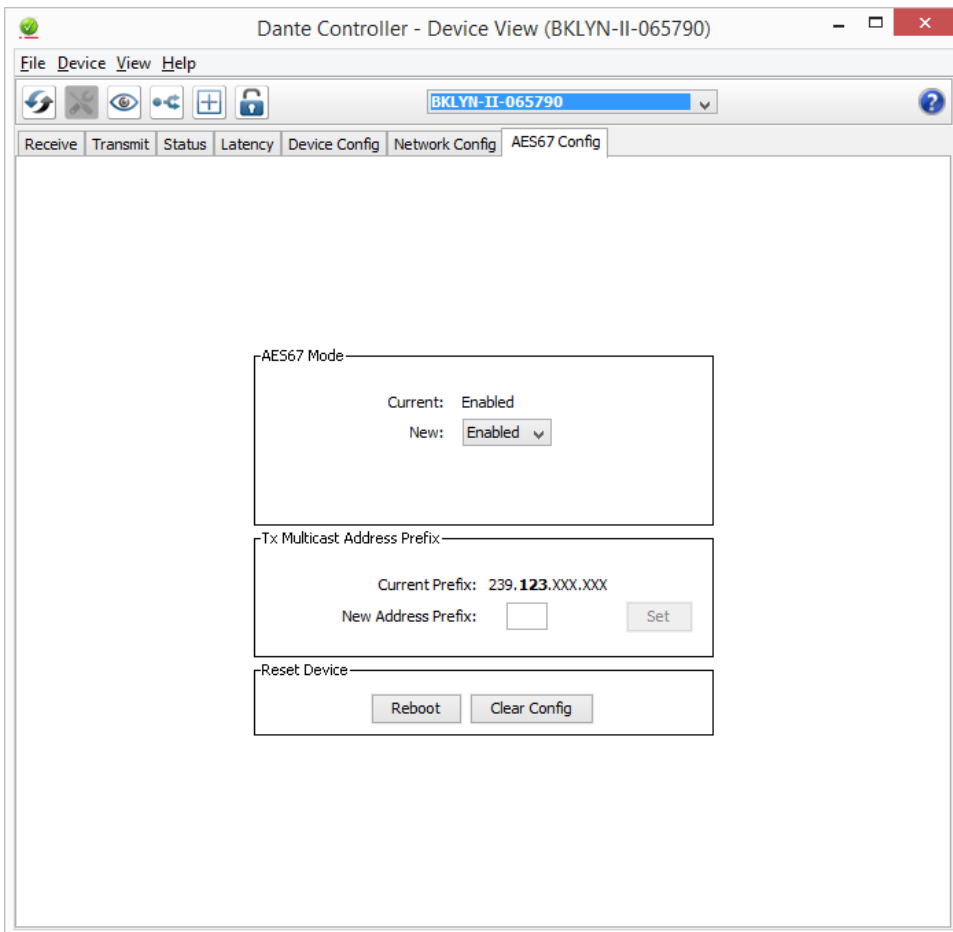 Dante Controller - Device View (BKLYN-II-065790)
File Device View Help
BKLYN-II-065790
?
Receive Transmit Status Latency Device Config Network Config AES67 Config
AES67 Mode
Current: Enabled
New: Enabled
Tx Multicast Address Prefix
Current Prefix: 239.123.XXX.XXX
New Address Prefix: Set
Reset Device
Reboot Clear Config